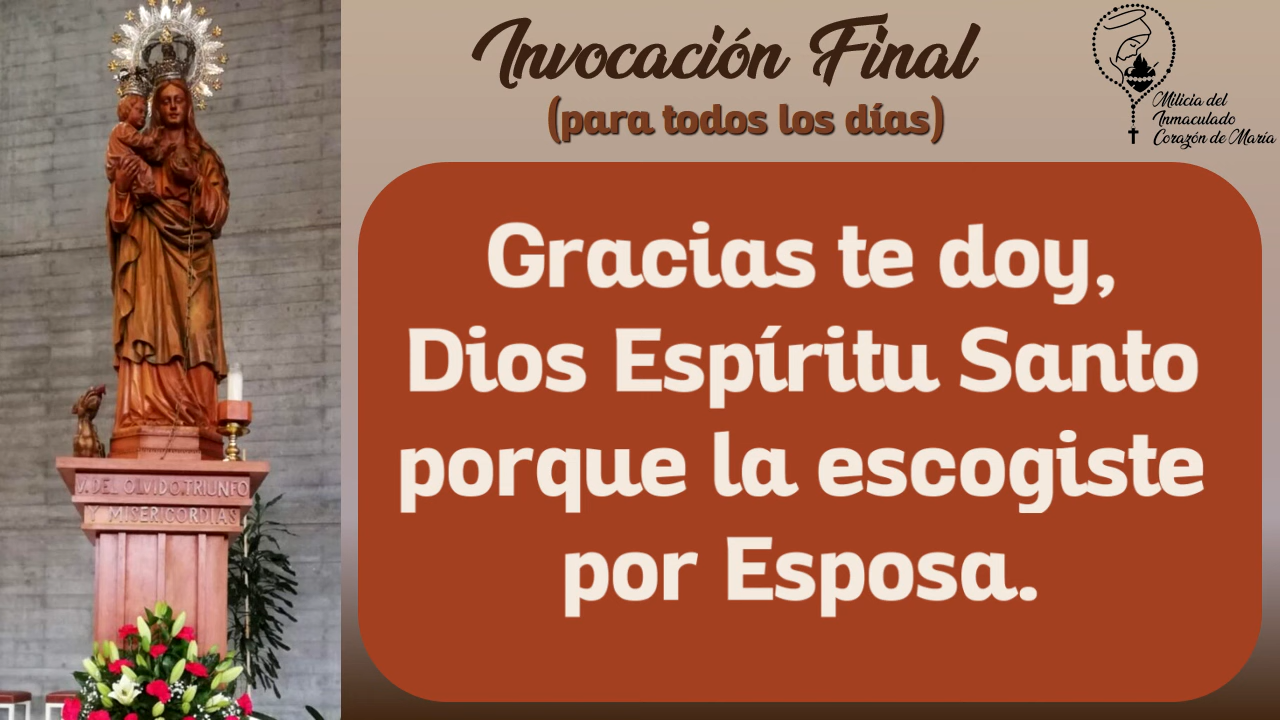 Invocación Final
(para todos los días)
Milicia del
Inmaculado
Corazón de María
Gracias te doy,
Dios Espíritu Santo
porque la escogiste
por Esposa.
V. DEL OLVIDO, TRIUNFO
Y MISERICORDIAS